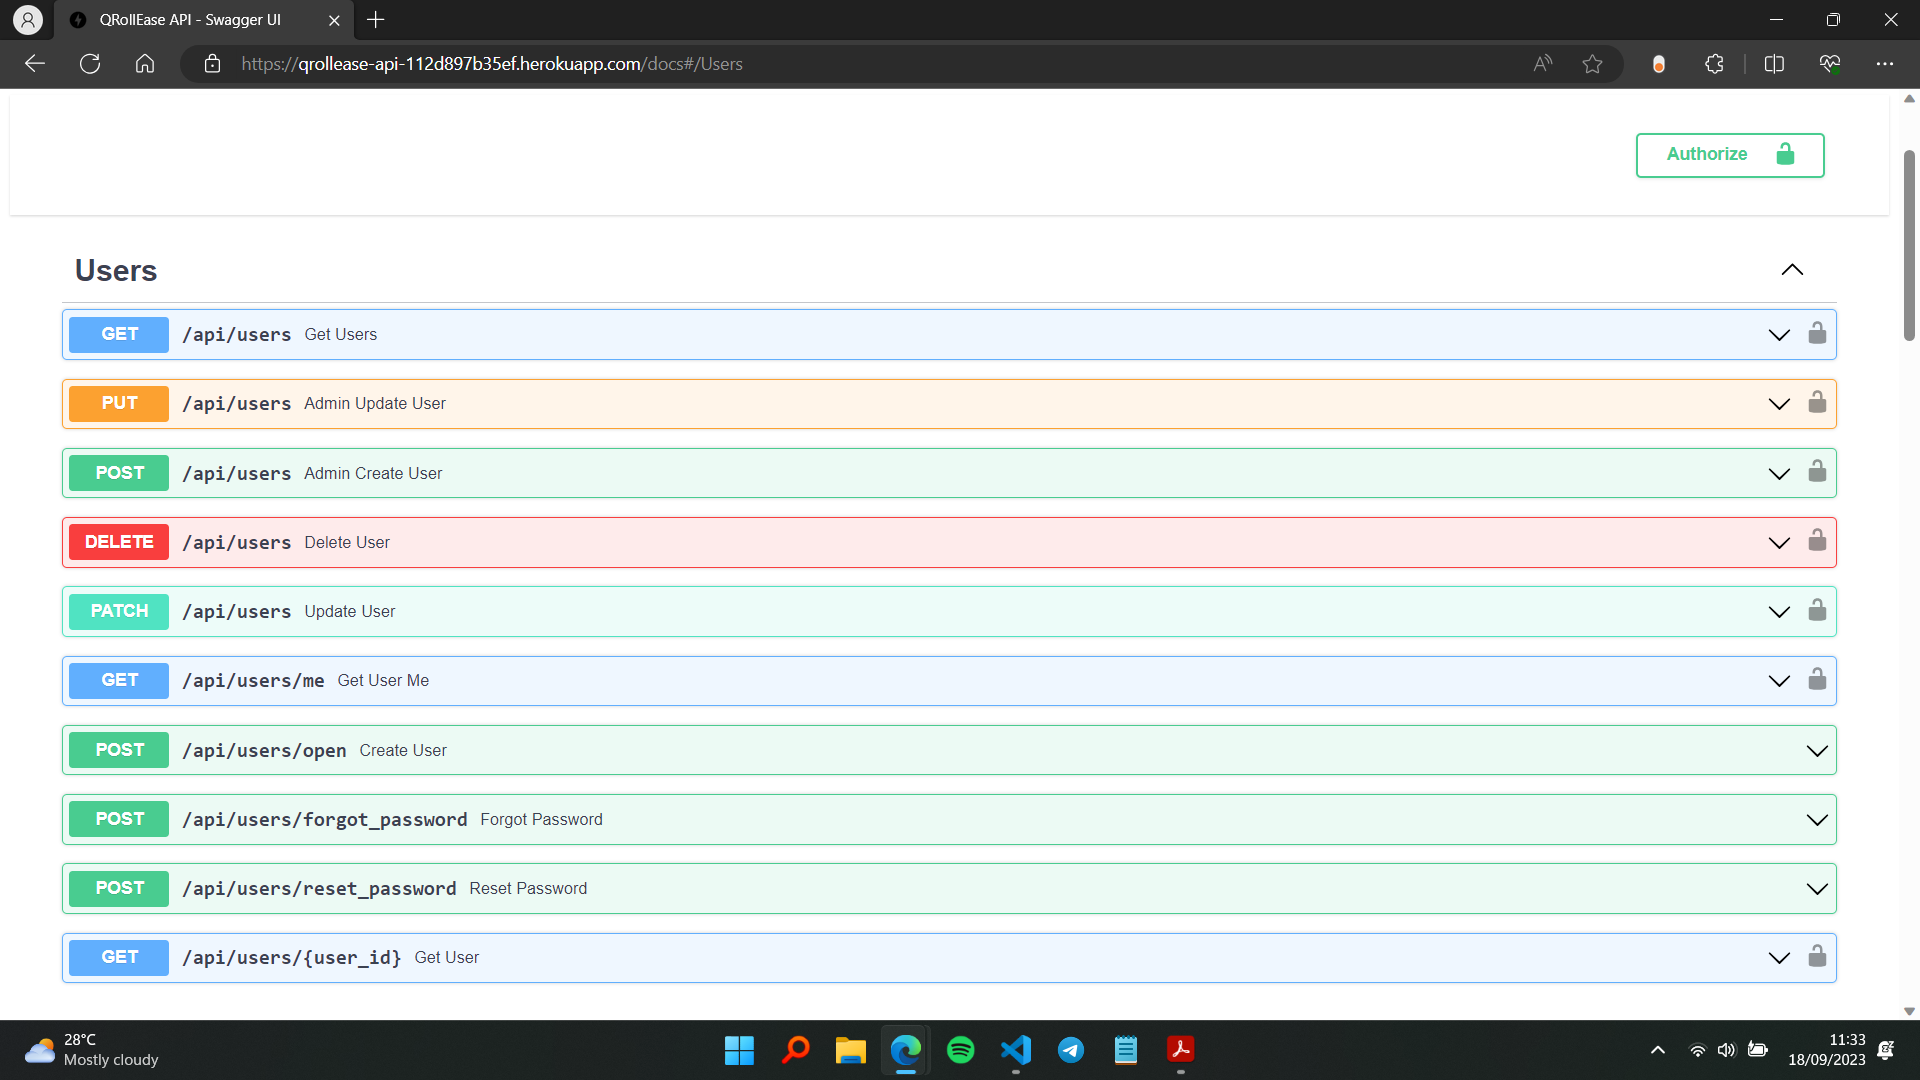 QRollEase API - Swagger UI
https://qrollease-api-112d897b35ef.herokuapp.com/docs#/Users
Authorize
Users
GET /api/users Get Users
PUT /api/users Admin Update User
POST /api/users Admin Create User
DELETE /api/users Delete User
PATCH /api/users Update User
GET /api/users/me Get User Me
POST /api/users/open Create User
POST /api/users/forgot_password Forgot Password
POST /api/users/reset_password Reset Password
GET /api/users/{user_id} Get User
28°C
Mostly cloudy
11:33
18/09/2023